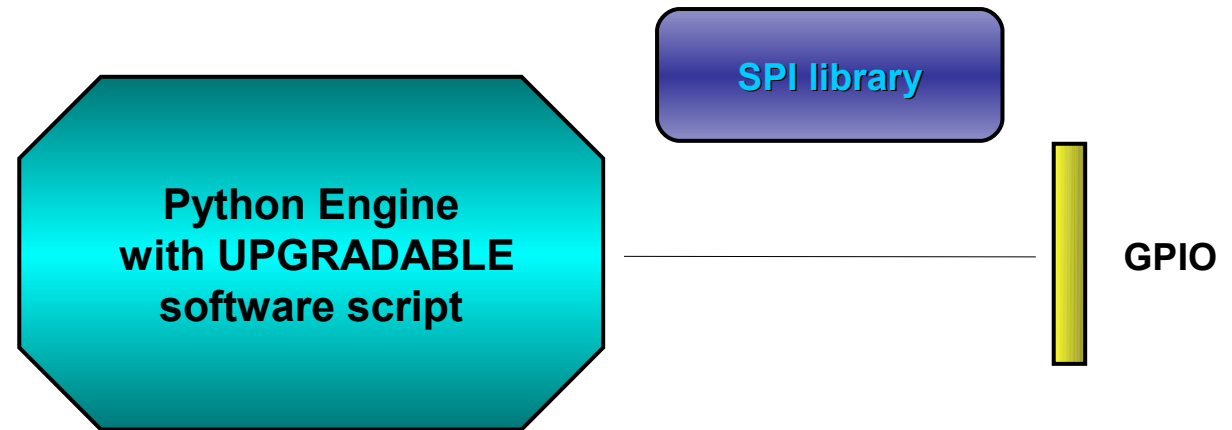 SPI library
Python Engine
with UPGRADABLE
software script
GPIO